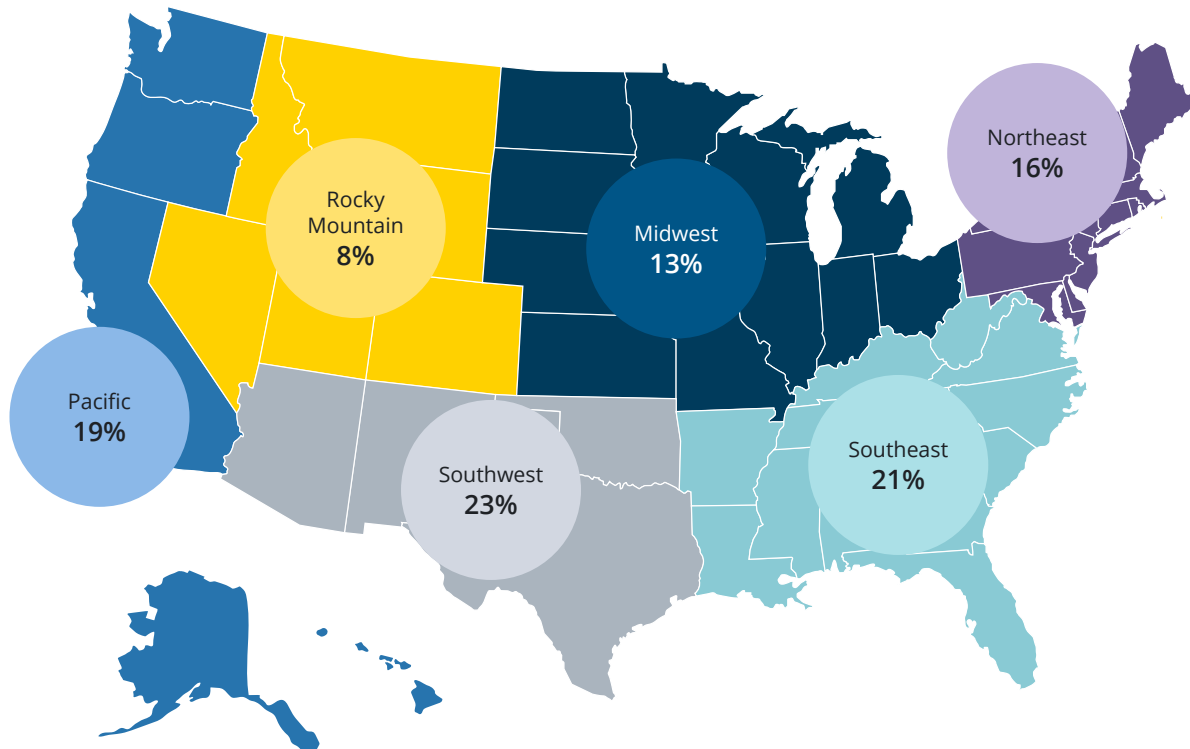 Northeast
16%
Rocky
Mountain
8%
Midwest
13%
Pacific
19%
Southwest
23%
Southeast
21%